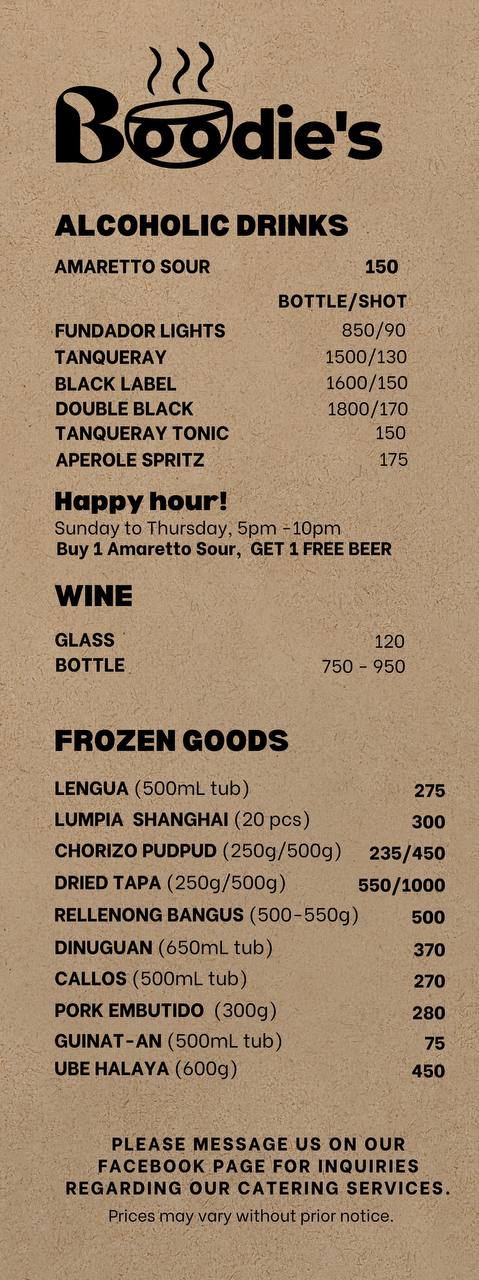 Boodie's
ALCOHOLIC DRINKS
AMARETTO SOUR 150
BOTTLE/SHOT
FUNDADOR LIGHTS 850/90
TANQUERAY 1500/130
BLACK LABEL 1600/150
DOUBLE BLACK 1800/170
TANQUERAY TONIC 150
APEROLE SPRITZ 175
Happy hour!
Sunday to Thursday, 5pm -10pm
Buy 1 Amaretto Sour, GET 1 FREE BEER
WINE
GLASS 120
BOTTLE 750 - 950
FROZEN GOODS
LENGUA (500mL tub) 275
LUMPIA SHANGHAI (20 pcs) 300
CHORIZO PUDPUD (250g/500g) 235/450
DRIED TAPA (250g/500g) 550/1000
RELLENONG BANGUS (500-550g) 500
DINUGUAN (650mL tub) 370
CALLOS (500mL tub) 270
PORK EMBUTIDO (300g) 280
GUINAT-AN (500mL tub) 75
UBE HALAYA (600g) 450
PLEASE MESSAGE US ON OUR
FACEBOOK PAGE FOR INQUIRIES
REGARDING OUR CATERING SERVICES.
Prices may vary without prior notice.